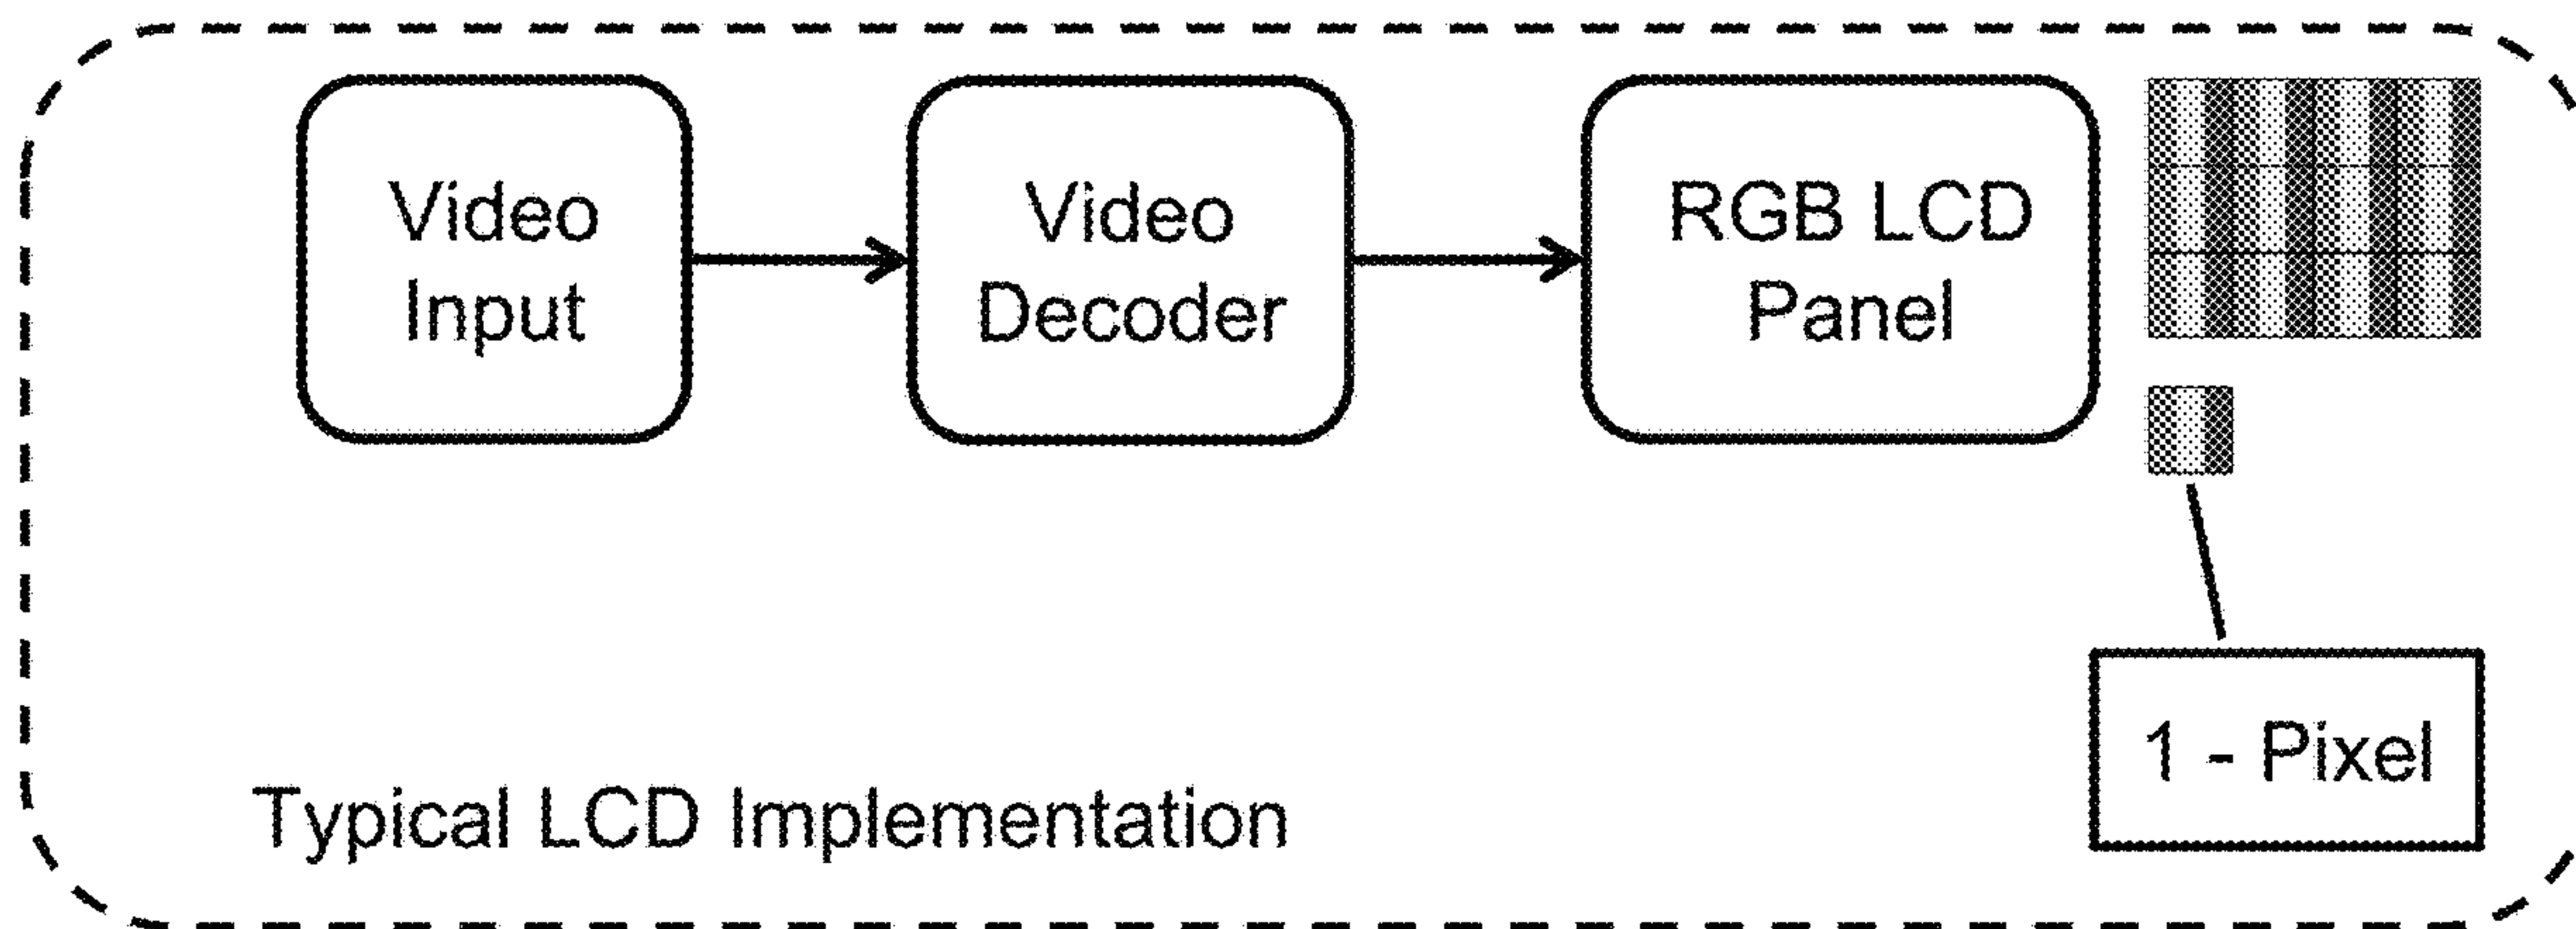 Video
Input
Video
Decoder
RGB LCD
Panel
1 - Pixel
Typical LCD Implementation